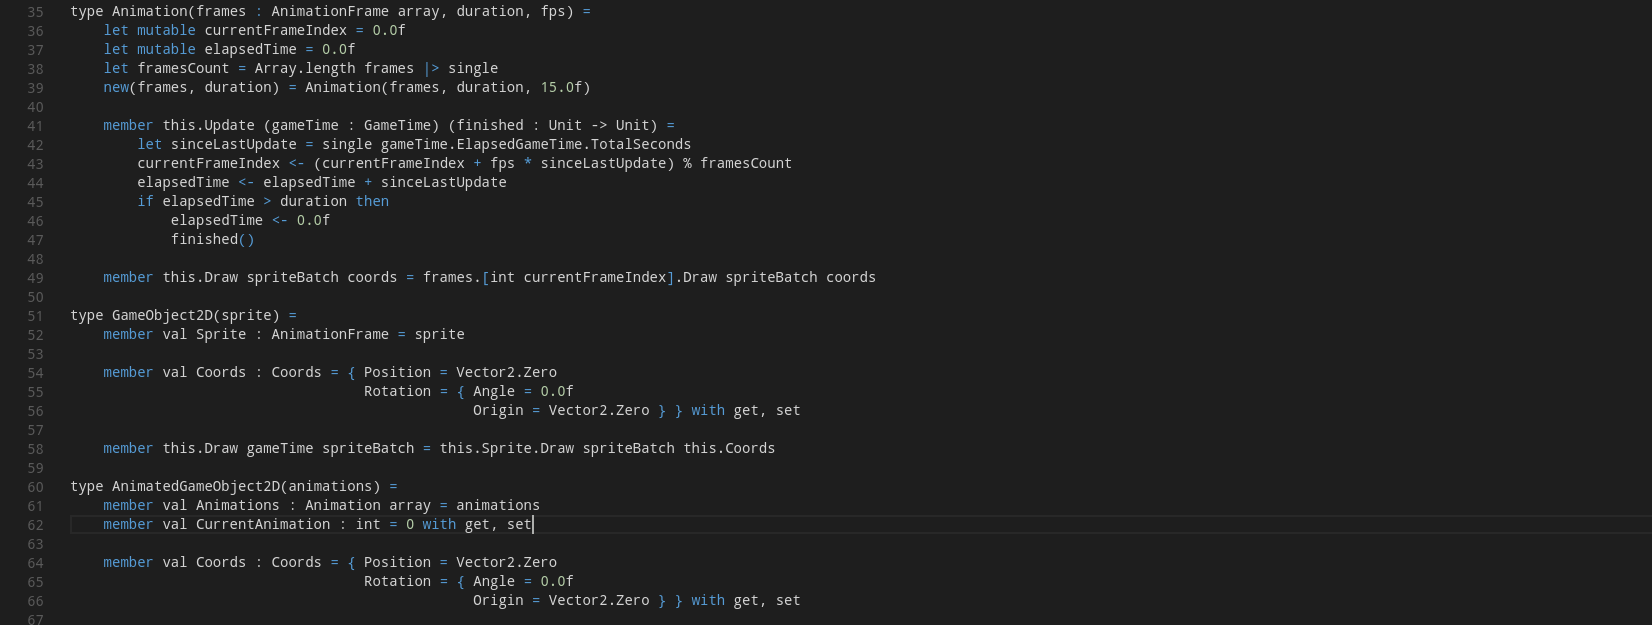 35 type Animation(frames : AnimationFrame array, duration, fps) =
36     let mutable currentFrameIndex = 0.0f
37     let mutable elapsedTime = 0.0f
38     let framesCount = Array.length frames |> single
39     new(frames, duration) = Animation(frames, duration, 15.0f)
40
41     member this.Update (gameTime : GameTime) (finished : Unit -> Unit) =
42         let sinceLastUpdate = single gameTime.ElapsedGameTime.TotalSeconds
43         currentFrameIndex <- (currentFrameIndex + fps * sinceLastUpdate) % framesCount
44         elapsedTime <- elapsedTime + sinceLastUpdate
45         if elapsedTime > duration then
46             elapsedTime <- 0.0f
47             finished()
48
49     member this.Draw spriteBatch coords = frames.[int currentFrameIndex].Draw spriteBatch coords
50
51 type GameObject2D(sprite) =
52     member val Sprite : AnimationFrame = sprite
53
54     member val Coords : Coords = { Position = Vector2.Zero
55                                    Rotation = { Angle = 0.0f
56                                                 Origin = Vector2.Zero } } with get, set
57
58     member this.Draw gameTime spriteBatch = this.Sprite.Draw spriteBatch this.Coords
59
60 type AnimatedGameObject2D(animations) =
61     member val Animations : Animation array = animations
62     member val CurrentAnimation : int = 0 with get, set
63
64     member val Coords : Coords = { Position = Vector2.Zero
65                                    Rotation = { Angle = 0.0f
66                                                 Origin = Vector2.Zero } } with get, set
67